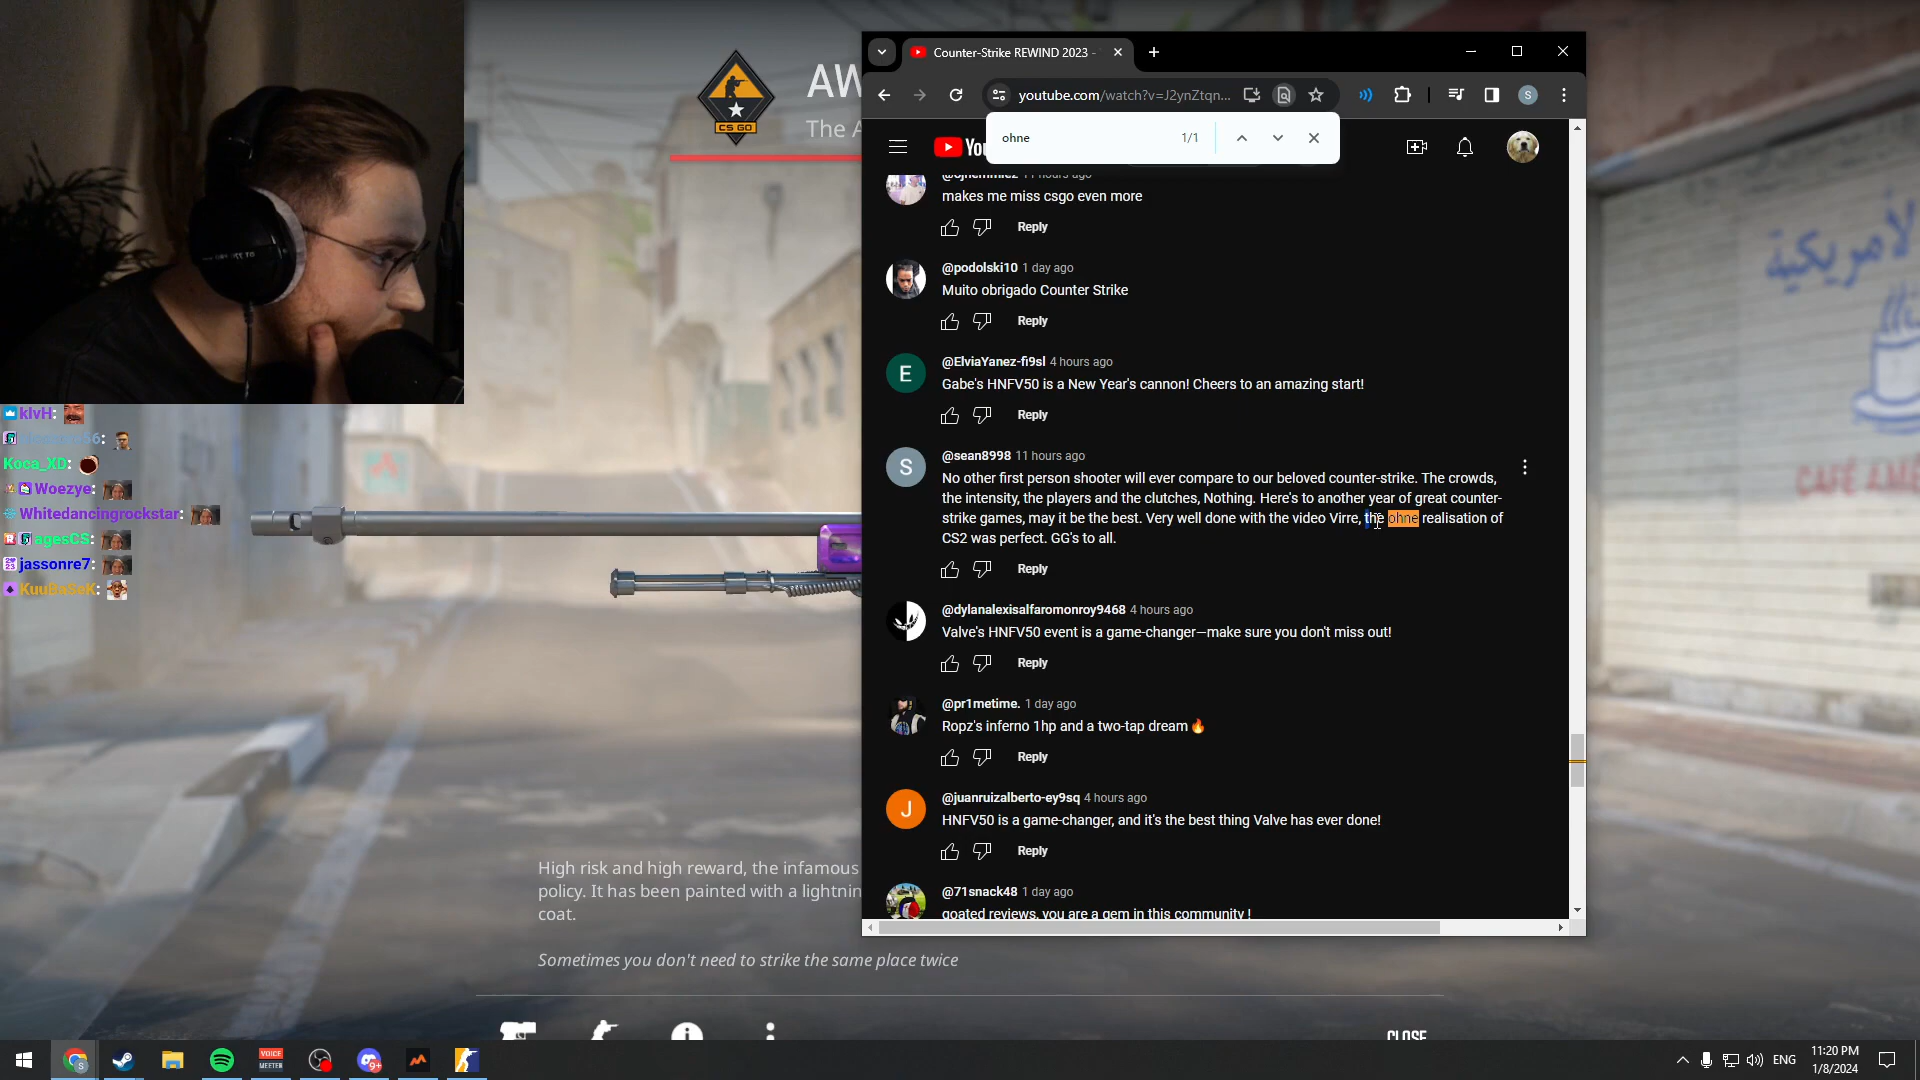 AW
The A
CS GO
Counter-Strike REWIND 2023 -
youtube.com/watch?v=J2ynZtqn...
S
ohne
1/1
You
11 hours ago
makes me miss csgo even more
Reply
@podolski10 1 day ago
Muito obrigado Counter Strike
Reply
E
@ElviaYanez-fi9sl 4 hours ago
Gabe's HNFV50 is a New Year's cannon! Cheers to an amazing start!
Reply
S
@sean8998 11 hours ago
No other first person shooter will ever compare to our beloved counter-strike. The crowds,
the intensity, the players and the clutches, Nothing. Here's to another year of great counter-
strike games, may it be the best. Very well done with the video Virre, the ohne realisation of
CS2 was perfect. GG's to all.
Reply
@dylanalexisalfaromonroy9468 4 hours ago
Valve's HNFV50 event is a game-changer—make sure you don't miss out!
Reply
@pr1metime. 1 day ago
Ropz's inferno 1hp and a two-tap dream🔥
Reply
J
@juanruizalberto-ey9sq 4 hours ago
HNFV50 is a game-changer, and it's the best thing Valve has ever done!
Reply
@71snack48 1 day ago
goated reviews, you are a gem in this community !
klvH:
Koca_XD:
Woezye:
Whitedancingrockstar:
agesCS:
jassonre7:
KuuBaSeK:
High risk and high reward, the infamous
policy. It has been painted with a lightnin
coat.
Sometimes you don't need to strike the same place twice
CLOSE
لأمريكية
CAFÉ AMÉ
VOICE
MEETER
9+
ENG
11:20 PM
1/8/2024